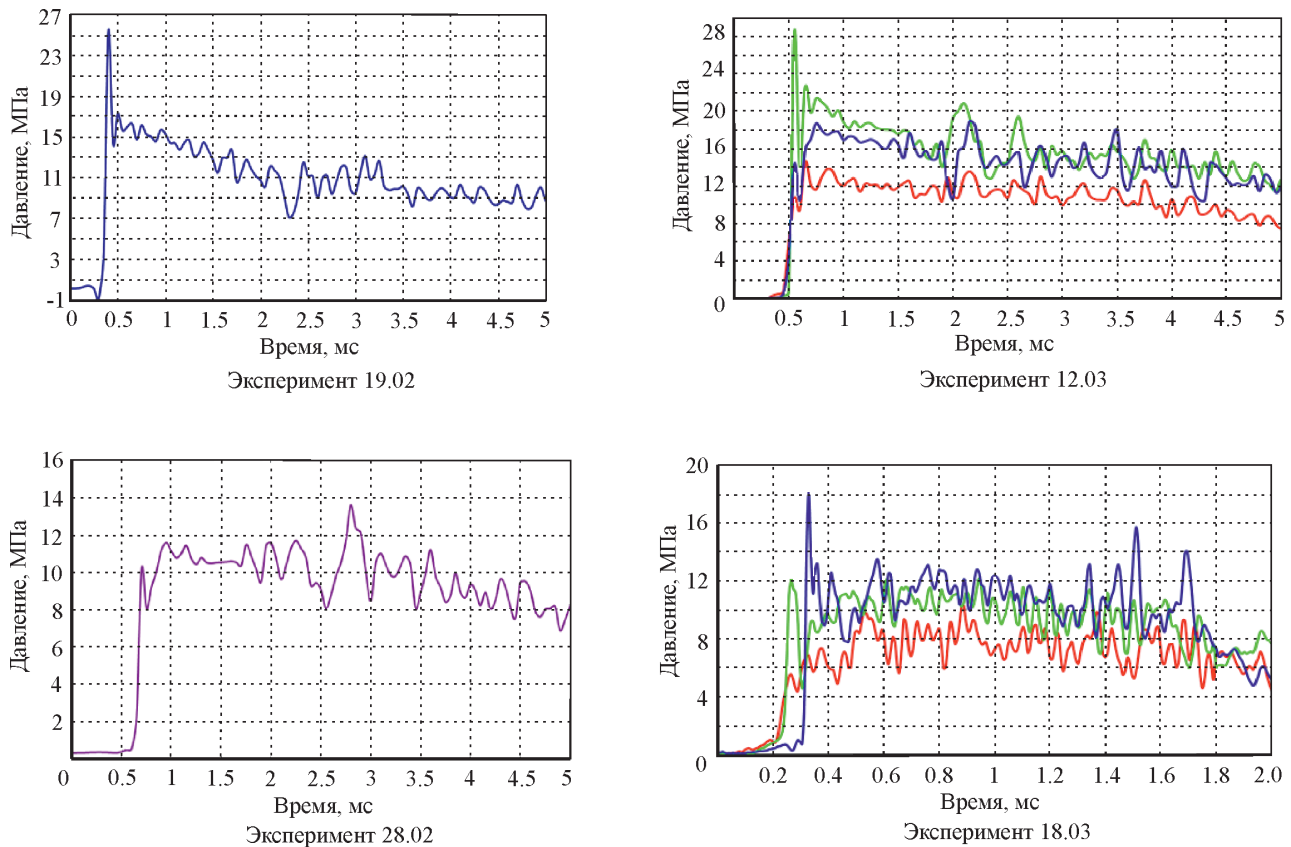 Давление, МПа
27
23
19
15
11
7
3
-1
0 0.5 1 1.5 2 2.5 3 3.5 4 4.5 5
Время, мс
Эксперимент 19.02
Давление, МПа
28
24
20
16
12
8
4
0
0.5 1 1.5 2 2.5 3 3.5 4 4.5 5
Время, мс
Эксперимент 12.03
Давление, МПа
16
14
12
10
8
6
4
2
0 0.5 1 1.5 2 2.5 3 3.5 4 4.5 5
Время, мс
Эксперимент 28.02
Давление, МПа
20
16
12
8
4
0
0.2 0.4 0.6 0.8 1 1.2 1.4 1.6 1.8 2.0
Время, мс
Эксперимент 18.03